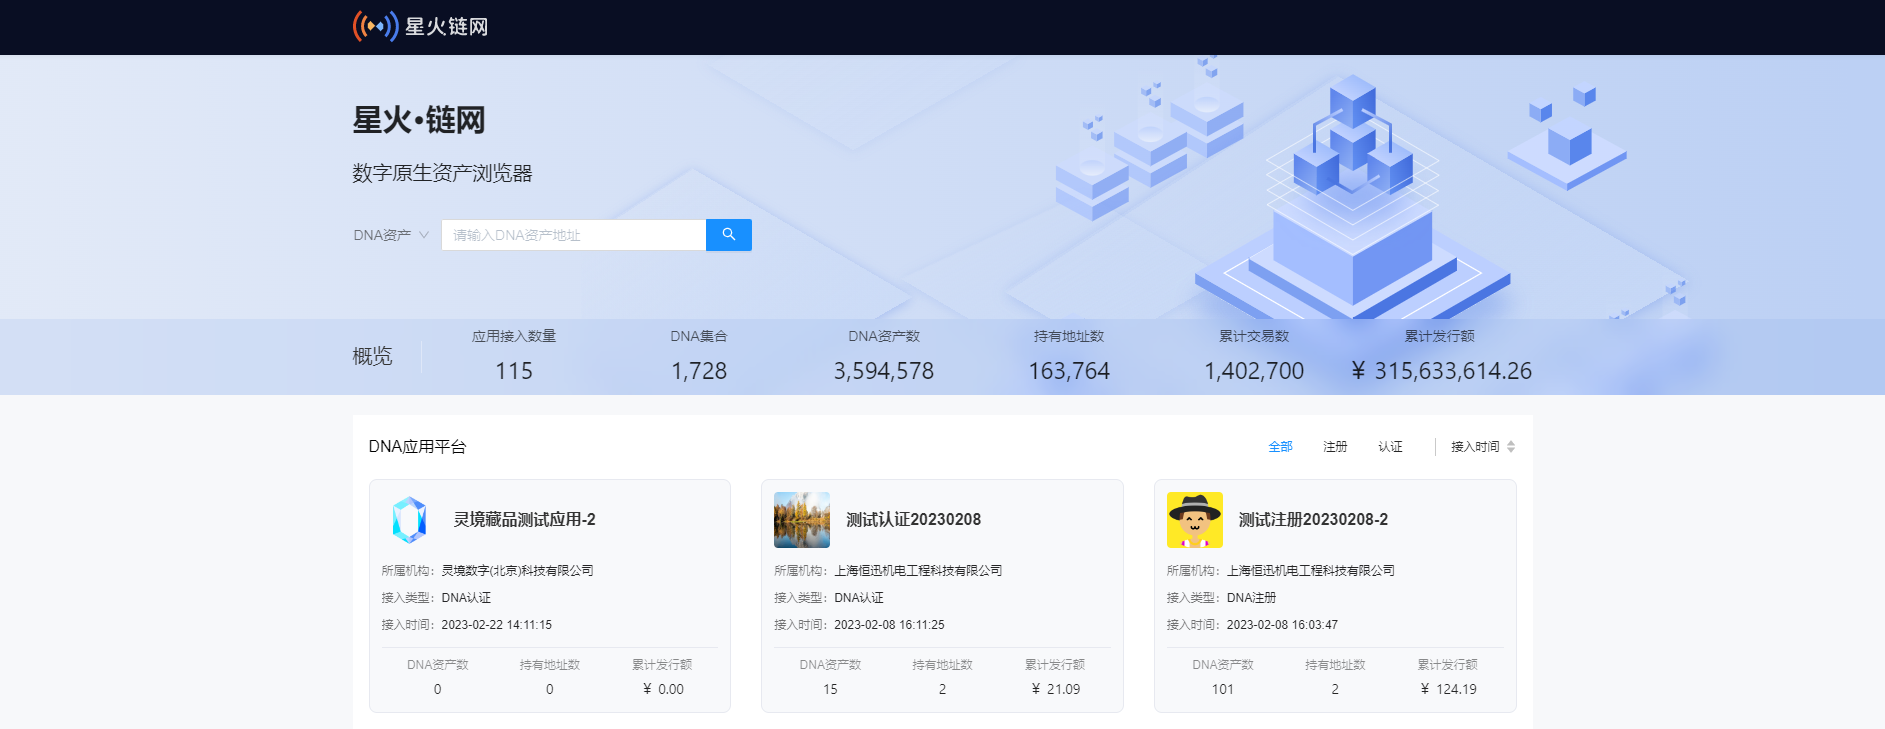 星火链网
星火·链网
数字原生资产浏览器
DNA资产
请输入DNA资产地址
概览
应用接入数量
115
DNA集合
1,728
DNA资产数
3,594,578
持有地址数
163,764
累计交易数
1,402,700
累计发行额
¥ 315,633,614.26
DNA应用平台
全部
注册
认证
接入时间
灵境藏品测试应用-2
所属机构: 灵境数字(北京)科技有限公司
接入类型: DNA认证
接入时间: 2023-02-22 14:11:15
DNA资产数 持有地址数 累计发行额
0 0 ¥ 0.00
测试认证20230208
所属机构: 上海恒迅机电工程科技有限公司
接入类型: DNA认证
接入时间: 2023-02-08 16:11:25
DNA资产数 持有地址数 累计发行额
15 2 ¥ 21.09
测试注册20230208-2
所属机构: 上海恒迅机电工程科技有限公司
接入类型: DNA注册
接入时间: 2023-02-08 16:03:47
DNA资产数 持有地址数 累计发行额
101 2 ¥ 124.19